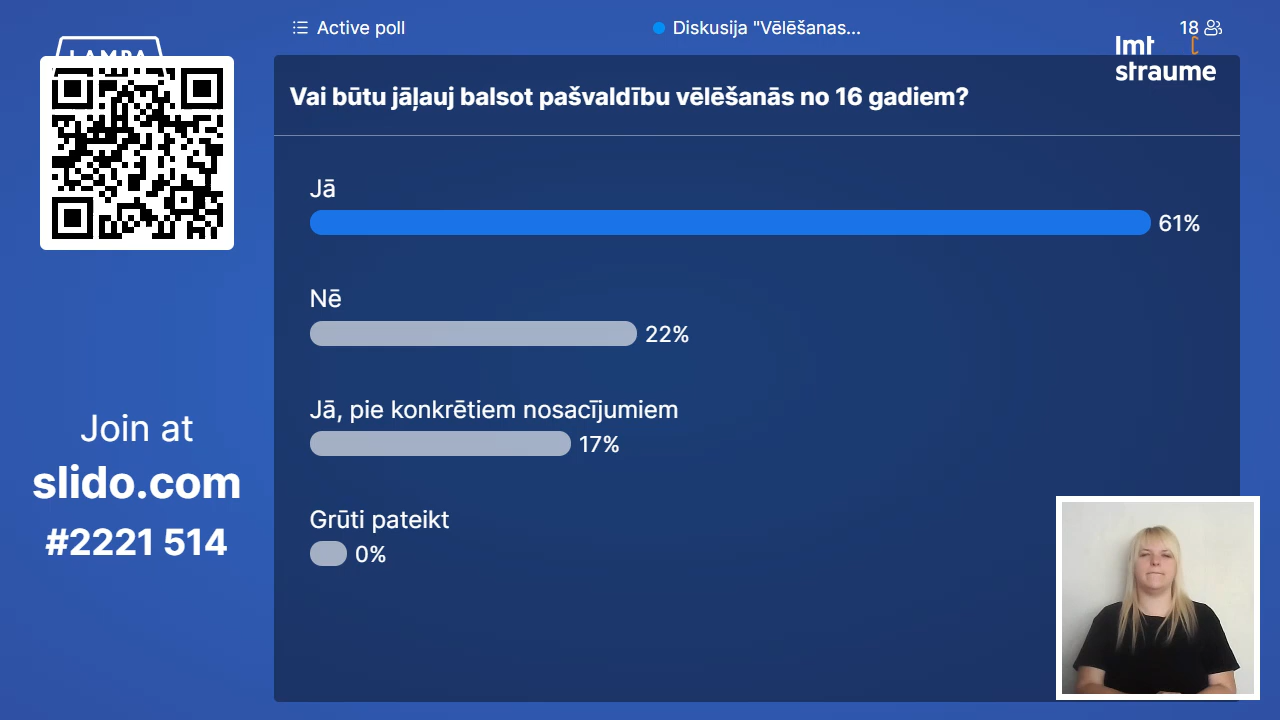 Active poll
Diskusija "Vēlēšanas...
18
LAMPA
lmt
straume
Vai būtu jāļauj balsot pašvaldību vēlēšanās no 16 gadiem?
Jā
61%
Nē
22%
Jā, pie konkrētiem nosacījumiem
17%
Grūti pateikt
0%
Join at
slido.com
#2221 514